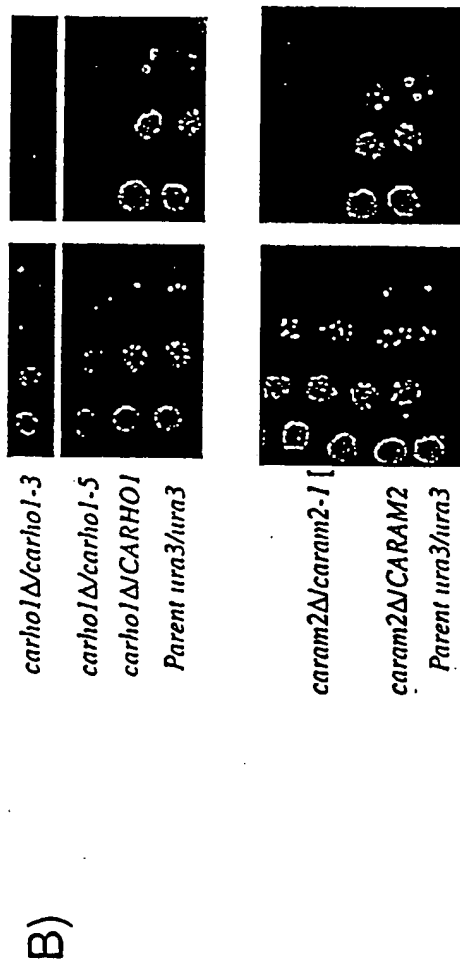 B)
carho1Δ/carho1-3
carho1Δ/carho1-5
carho1Δ/CARHO1
Parent ura3/ura3
caram2Δ/caram2-1 [
caram2Δ/CARAM2
Parent ura3/ura3